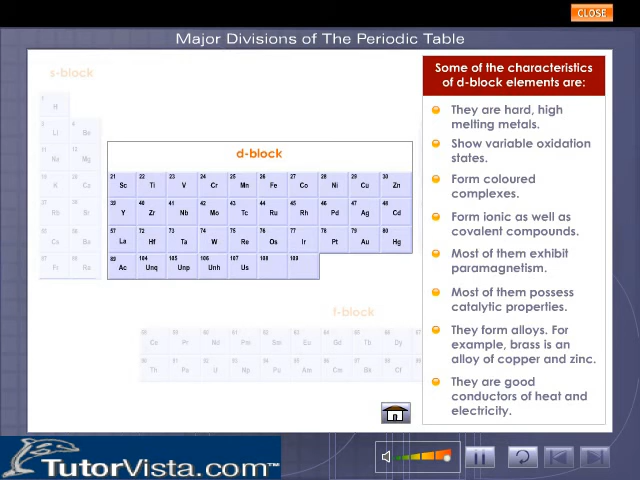 CLOSE
Major Divisions of The Periodic Table
s-block
Some of the characteristics
of d-block elements are:
They are hard, high
melting metals.
Show variable oxidation
states.
Form coloured
complexes.
Form ionic as well as
covalent compounds.
Most of them exhibit
paramagnetism.
Most of them possess
catalytic properties.
They form alloys. For
example, brass is an
alloy of copper and zinc.
They are good
conductors of heat and
electricity.
d-block
21 22 23 24 25 26 27 28 29 30
Sc Ti V Cr Mn Fe Co Ni Cu Zn
39 40 41 42 43 44 45 46 47 48
Y Zr Nb Mo Tc Ru Rh Pd Ag Cd
57 72 73 74 75 76 77 78 79 80
La Hf Ta W Re Os Ir Pt Au Hg
104 105 106 107 108 109
Ac Unq Unp Unh Us
f-block
TutorVista.com™